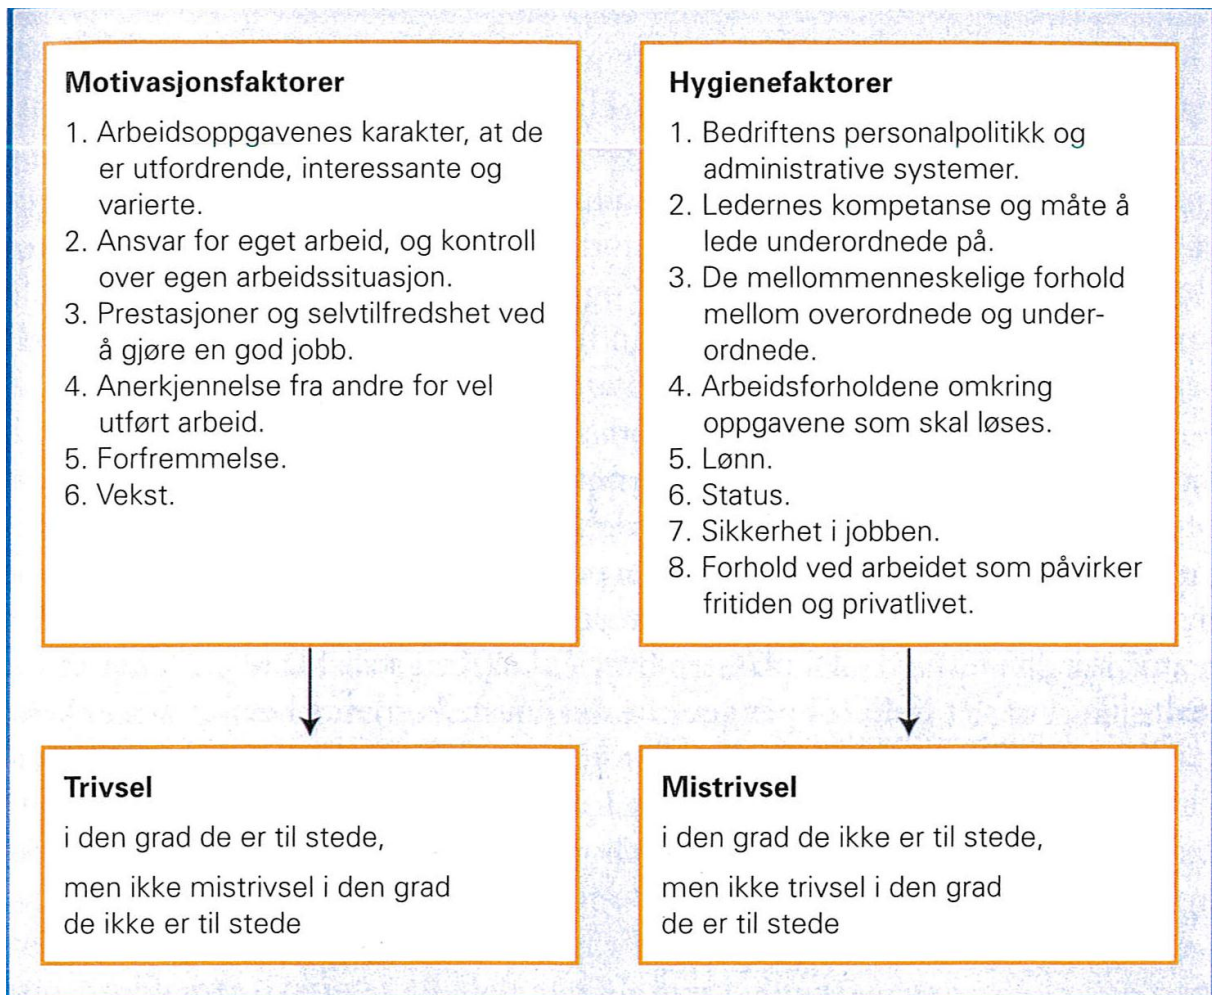 Motivasjonsfaktorer
1. Arbeidsoppgavenes karakter, at de
er utfordrende, interessante og
varierte.
2. Ansvar for eget arbeid, og kontroll
over egen arbeidssituasjon.
3. Prestasjoner og selvtilfredshet ved
å gjøre en god jobb.
4. Anerkjennelse fra andre for vel
utført arbeid.
5. Forfremmelse.
6. Vekst.
Hygienefaktorer
1. Bedriftens personalpolitikk og
administrative systemer.
2. Ledernes kompetanse og måte å
lede underordnede på.
3. De mellommenneskelige forhold
mellom overordnede og under-
ordnede.
4. Arbeidsforholdene omkring
oppgavene som skal løses.
5. Lønn.
6. Status.
7. Sikkerhet i jobben.
8. Forhold ved arbeidet som påvirker
fritiden og privatlivet.
Trivsel
i den grad de er til stede,
men ikke mistrivsel i den grad
de ikke er til stede
Mistrivsel
i den grad de ikke er til stede,
men ikke trivsel i den grad
de er til stede